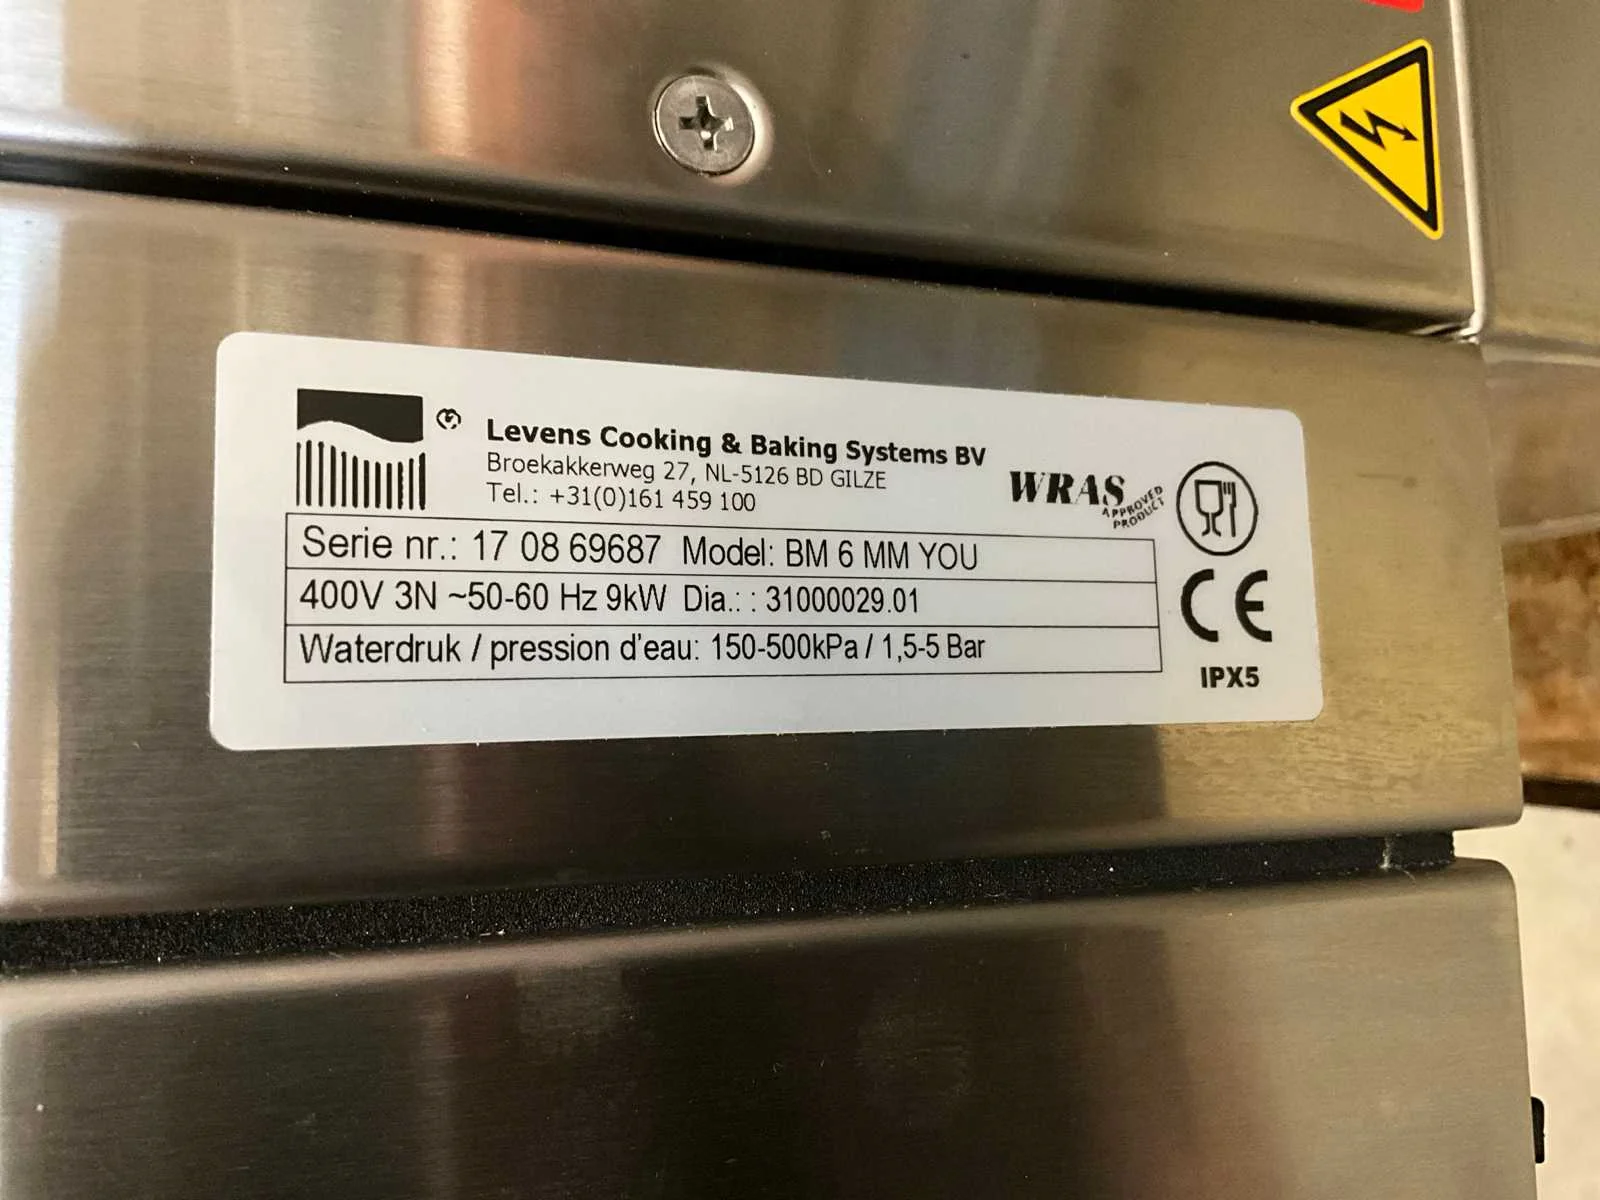 Levens Cooking & Baking Systems BV
Broekakkerweg 27, NL-5126 BD GILZE
Tel.: +31(0)161 459 100
WRAS
APPROVED
PRODUCT
Serie nr.: 17 08 69687 Model: BM 6 MM YOU
400V 3N ~50-60 Hz 9kW Dia.: : 31000029.01
Waterdruk / pression d'eau: 150-500kPa / 1,5-5 Bar
CE
IPX5